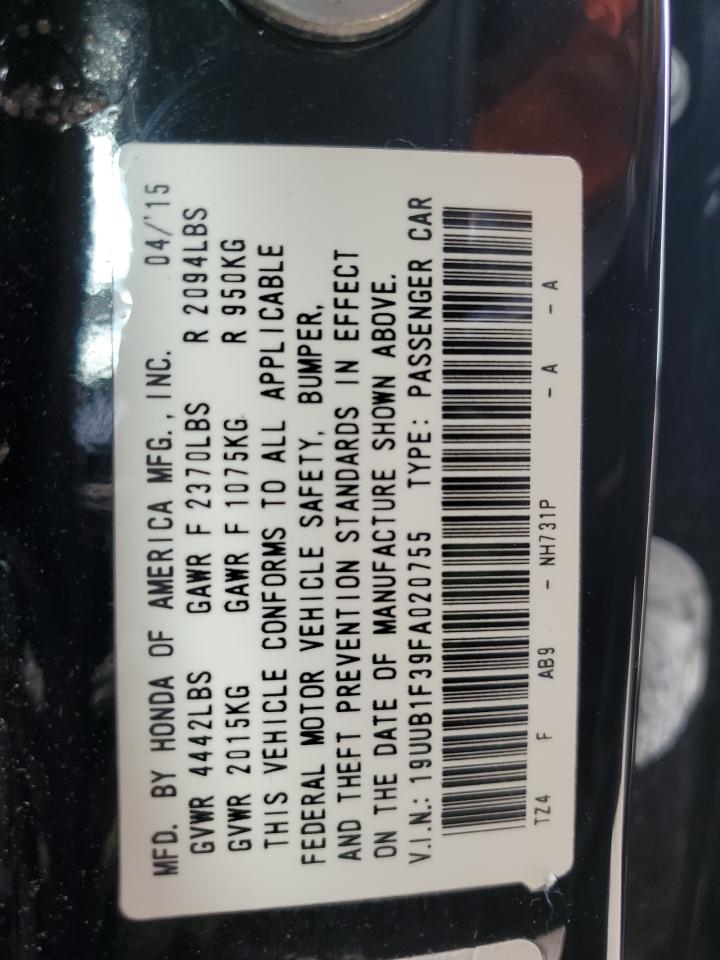 MFD. BY HONDA OF AMERICA MFG., INC. 04/'15
GVWR 4442LBS GAWR F 2370LBS R 2094LBS
GVWR 2015KG GAWR F 1075KG R 950KG
THIS VEHICLE CONFORMS TO ALL APPLICABLE
FEDERAL MOTOR VEHICLE SAFETY, BUMPER,
AND THEFT PREVENTION STANDARDS IN EFFECT
ON THE DATE OF MANUFACTURE SHOWN ABOVE.
V.I.N.: 19UUB1F39FA020755 TYPE: PASSENGER CAR
TZ4 F AB9 - NH731P - A - A